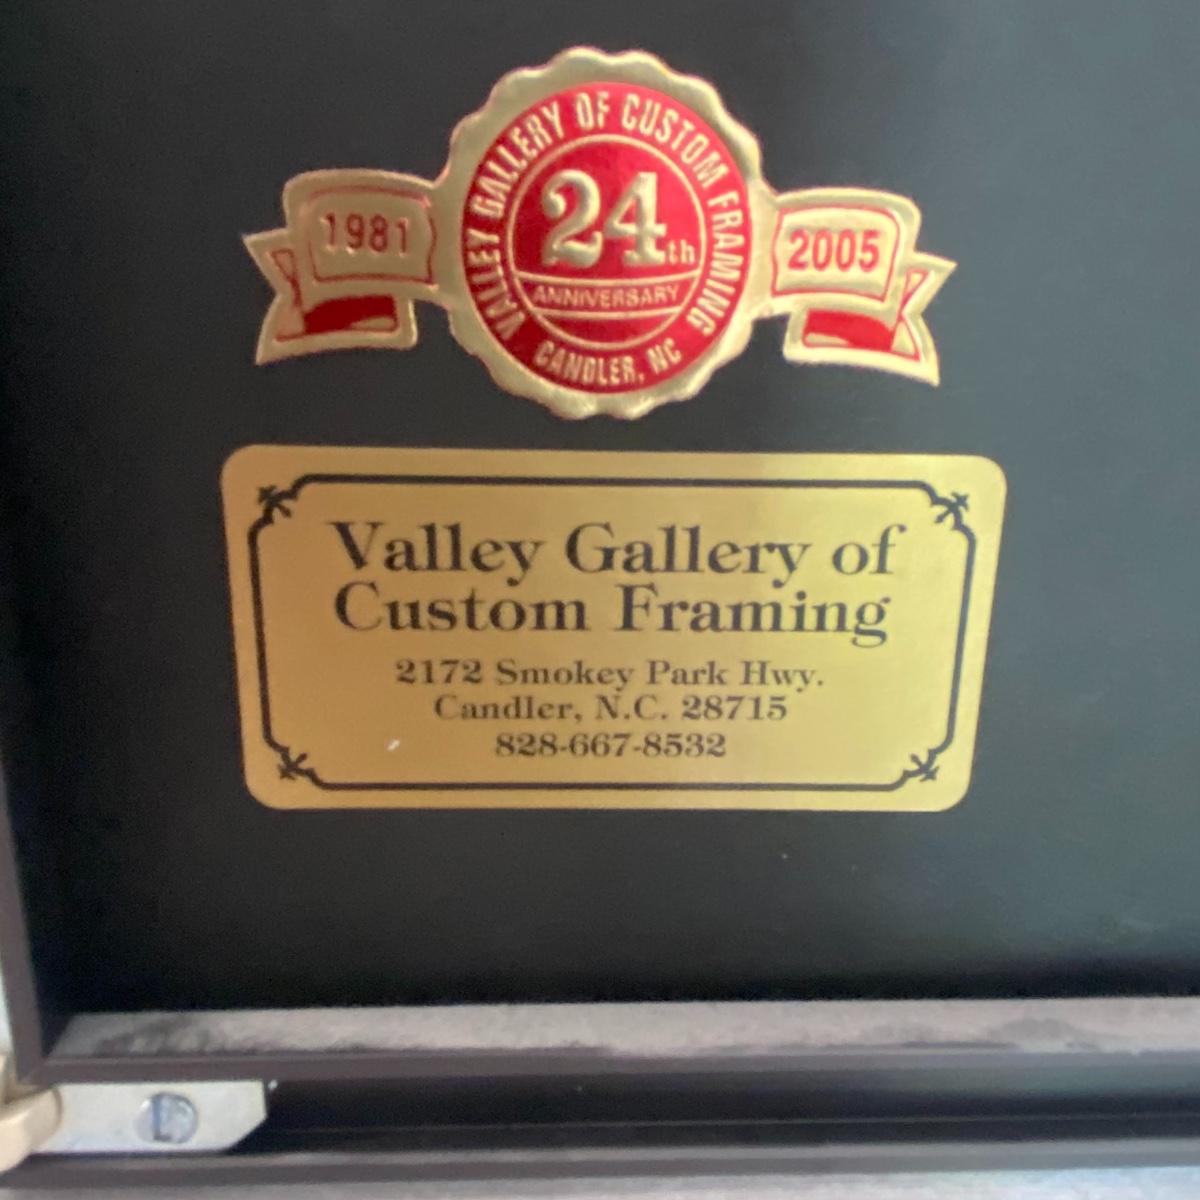 VALLEY GALLERY OF CUSTOM FRAMING
1981
24th
2005
ANNIVERSARY
CANDLER, NC
Valley Gallery of
Custom Framing
2172 Smokey Park Hwy.
Candler, N.C. 28715
828-667-8532